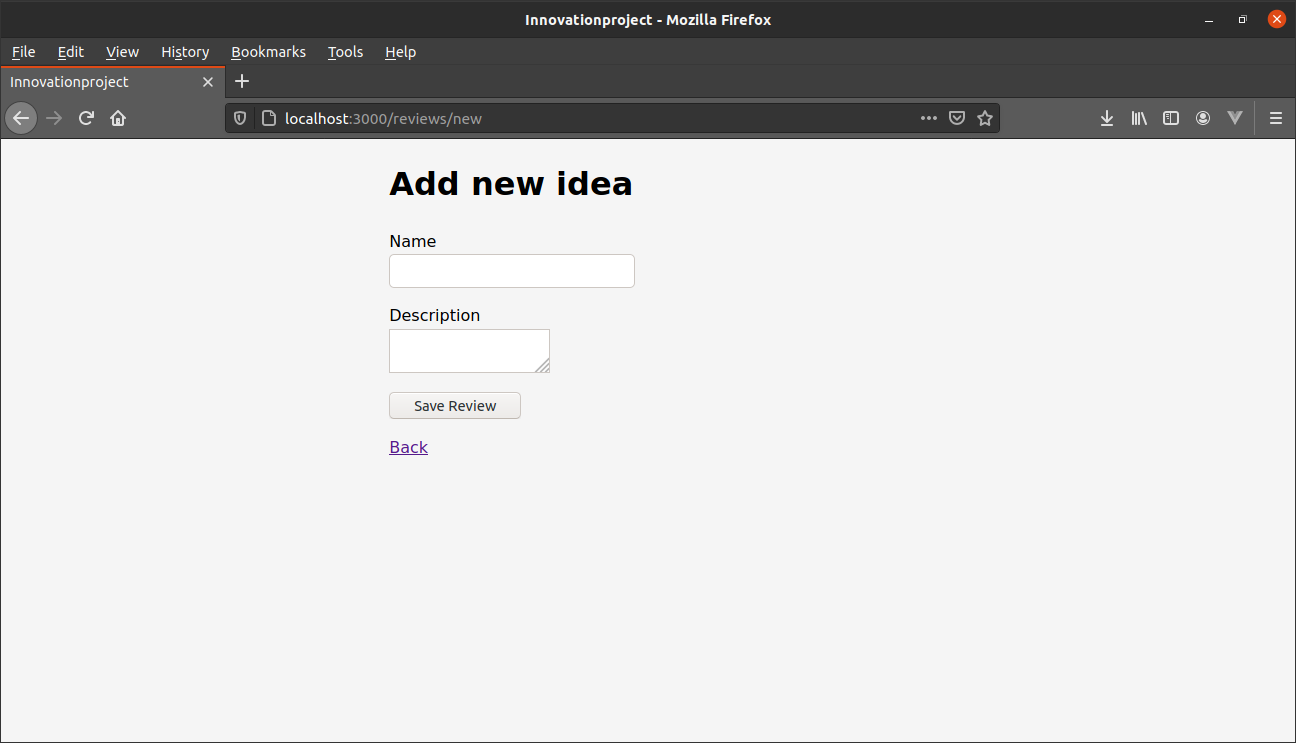 Innovationproject - Mozilla Firefox
File Edit View History Bookmarks Tools Help
Innovationproject
localhost:3000/reviews/new
Add new idea
Name
Description
Save Review
Back